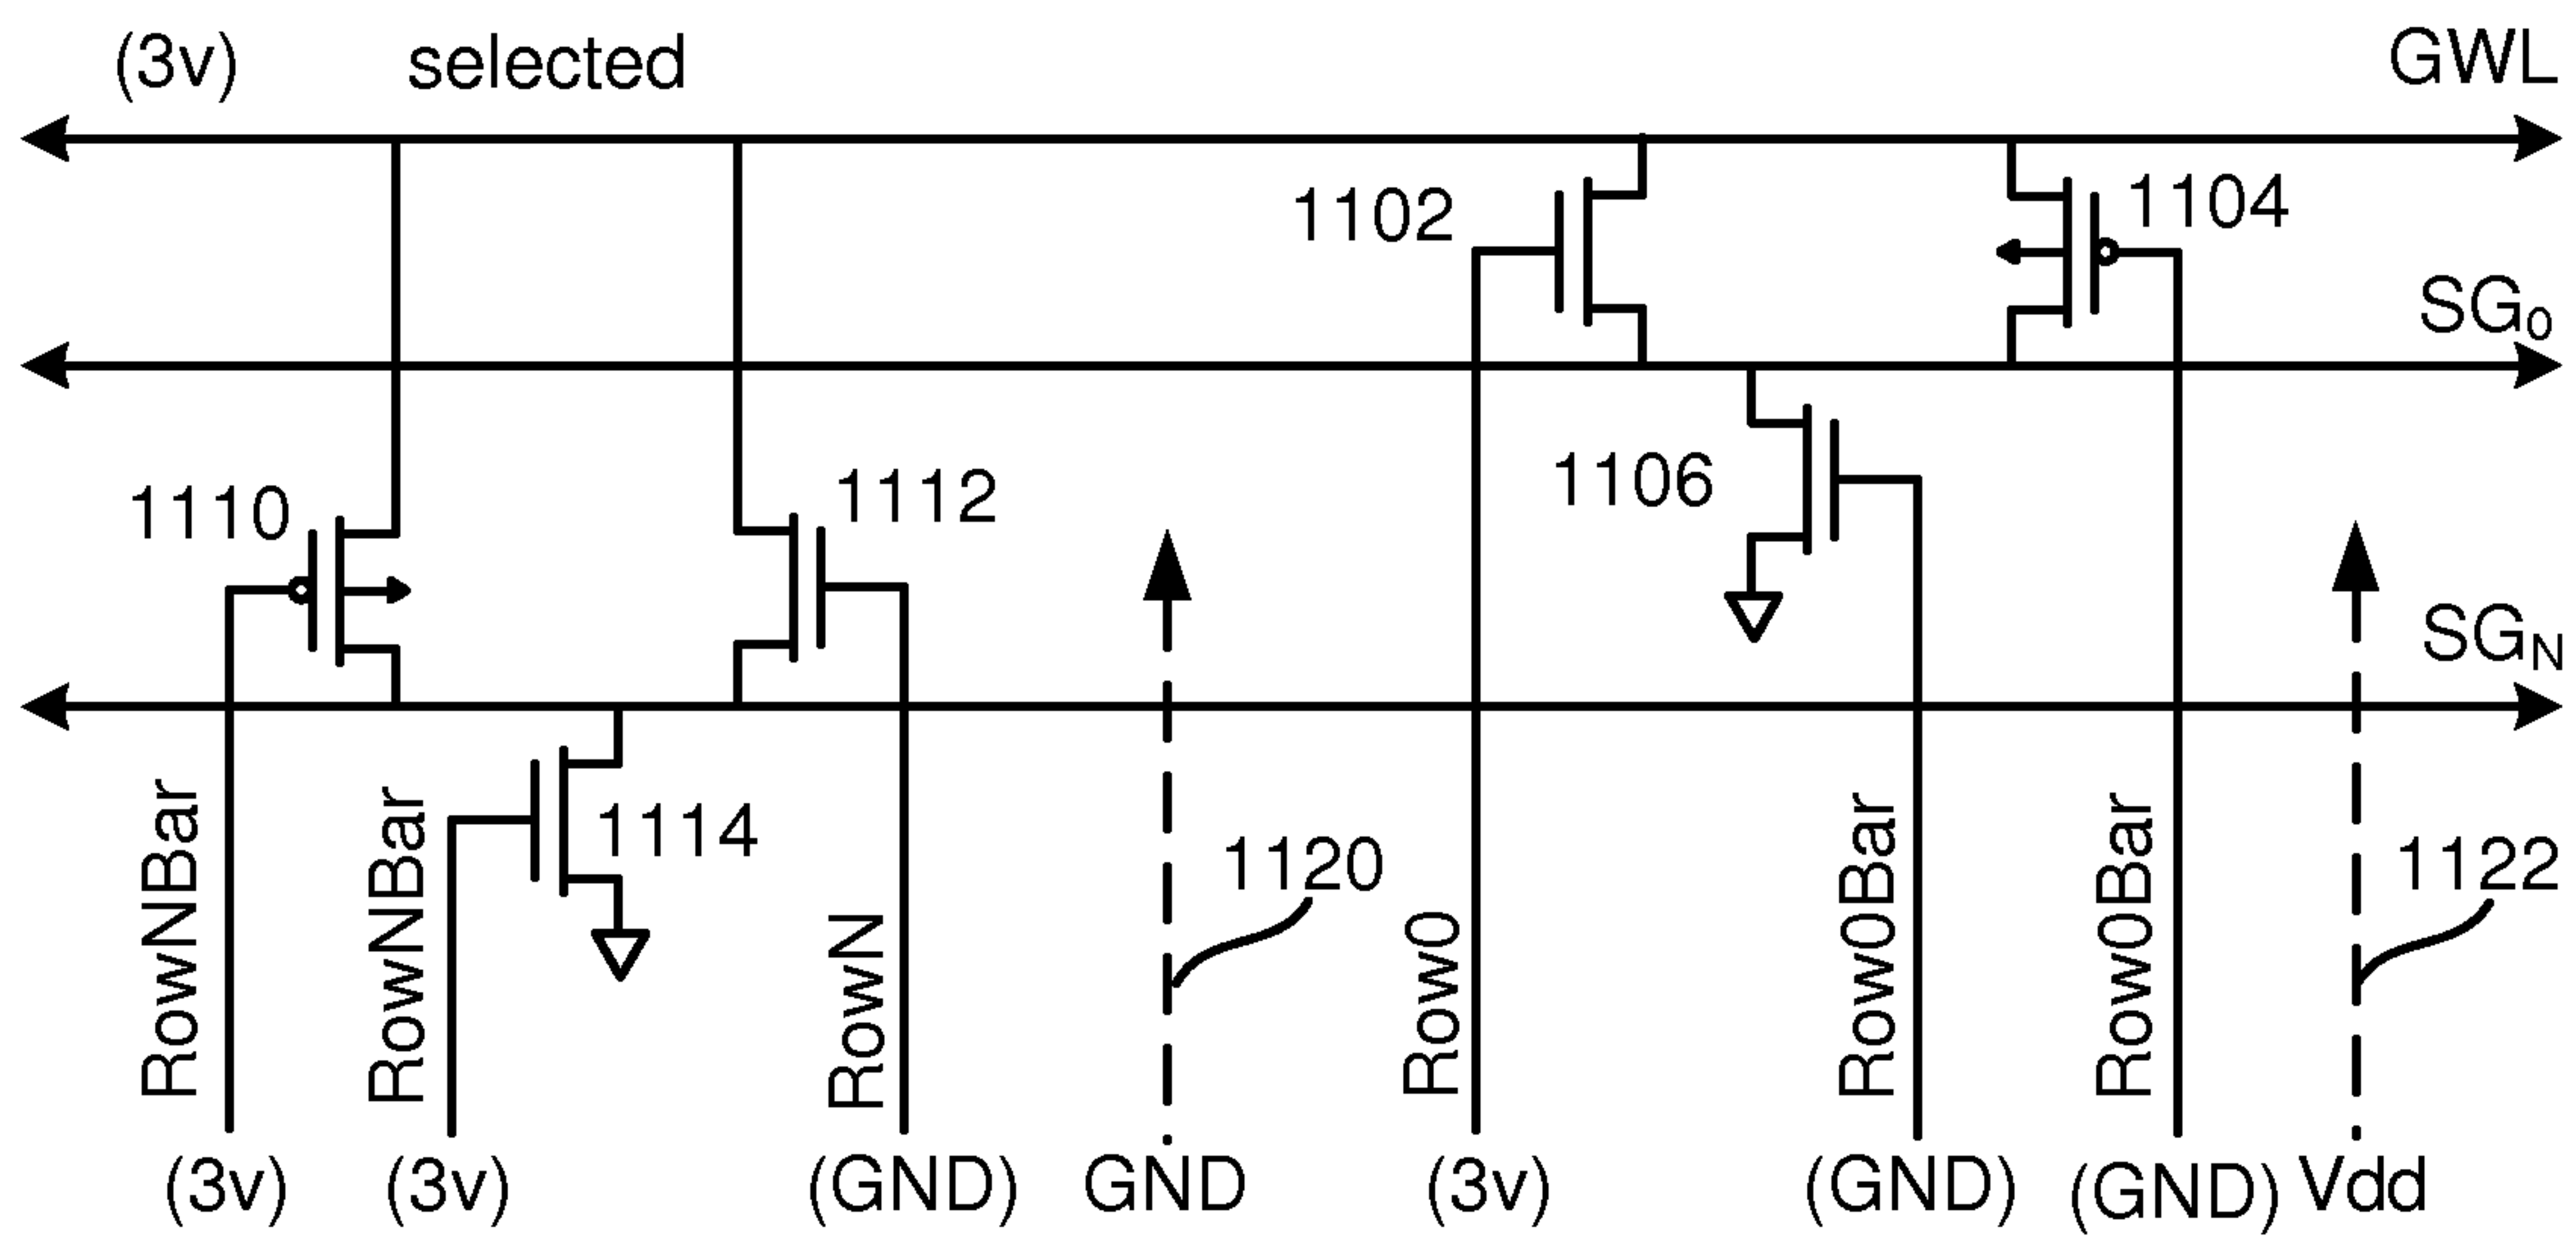 (3v) selected GWL
1102 1104
SG0
1110 1112 1106
SGN
1114 1120 1122
RowNBar RowNBar RowN Row0 Row0Bar Row0Bar
(3v) (3v) (GND) GND (3v) (GND) (GND) Vdd